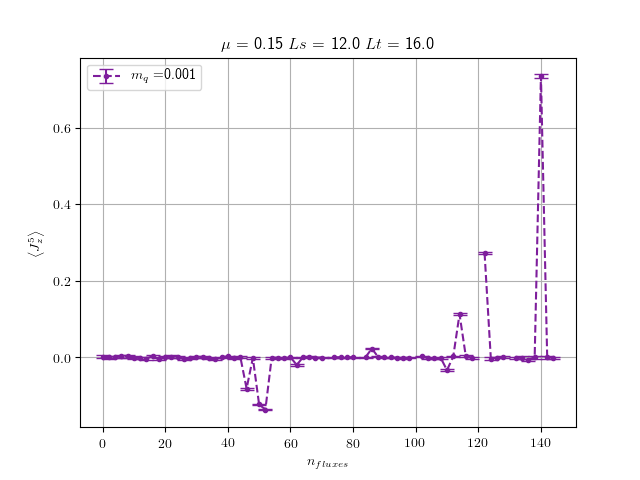 μ = 0.15 Ls = 12.0 Lt = 16.0
m_q =0.001
0.6
0.4
0.2
0.0
⟨J_z^5⟩
0 20 40 60 80 100 120 140
n_fluxes